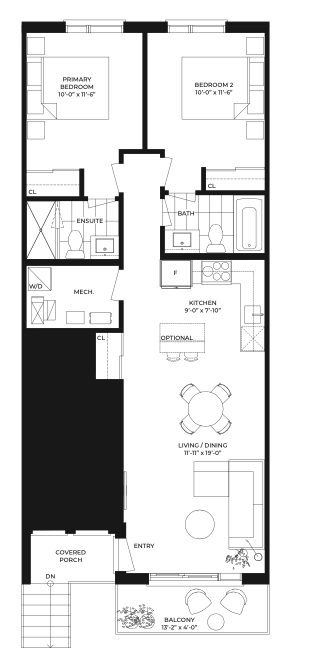 PRIMARY
BEDROOM
10'-0" x 11'-6"
BEDROOM 2
10'-0" x 11'-6"
CL
CL
ENSUITE
BATH
W/D
MECH.
F
KITCHEN
9'-0" x 7'-10"
CL
OPTIONAL
LIVING / DINING
11'-11" x 19'-0"
ENTRY
COVERED
PORCH
DN
BALCONY
13'-2" x 4'-0"